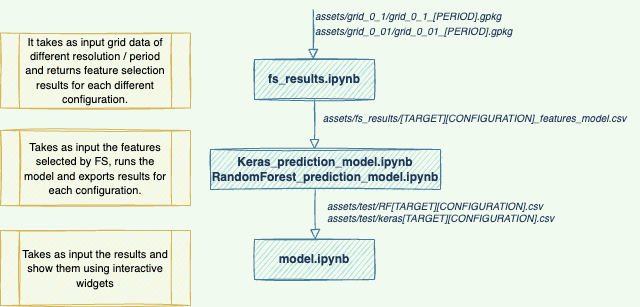 assets/grid_0_1/grid_0_1_[PERIOD].gpkg
assets/grid_0_01/grid_0_01_[PERIOD].gpkg
It takes as input grid data of
different resolution / period
and returns feature selection
results for each different
configuration.
fs_results.ipynb
assets/fs_results/[TARGET][CONFIGURATION]_features_model.csv
Takes as input the features
selected by FS, runs the
model and exports results for
each configuration.
Keras_prediction_model.ipynb
RandomForest_prediction_model.ipynb
assets/test/RF[TARGET][CONFIGURATION].csv
assets/test/keras[TARGET][CONFIGURATION].csv
Takes as input the results and
show them using interactive
widgets
model.ipynb